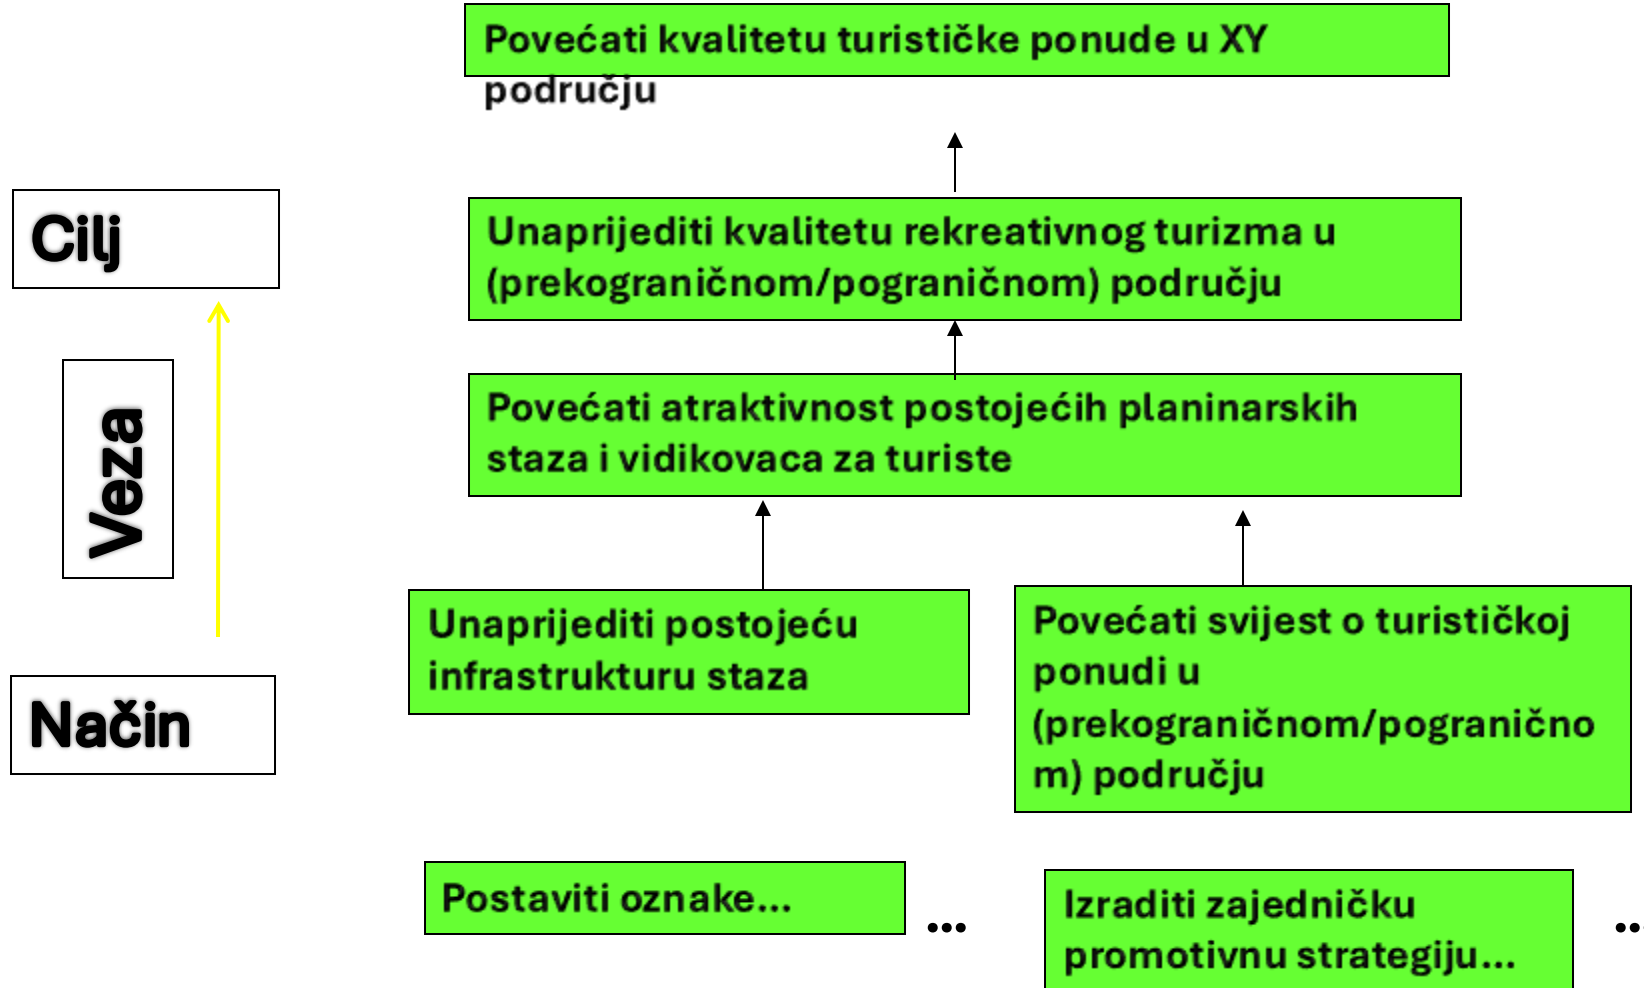 Povećati kvalitetu turističke ponude u XY
području
Cilj
Unaprijediti kvalitetu rekreativnog turizma u
(prekograničnom/pograničnom) području
Veza
Povećati atraktivnost postojećih planinarskih
staza i vidikovaca za turiste
Način
Unaprijediti postojeću
infrastrukturu staza
Povećati svijest o turističkoj
ponudi u
(prekograničnom/pogranično
m) području
Postaviti oznake...
...
Izraditi zajedničku
promotivnu strategiju...
...